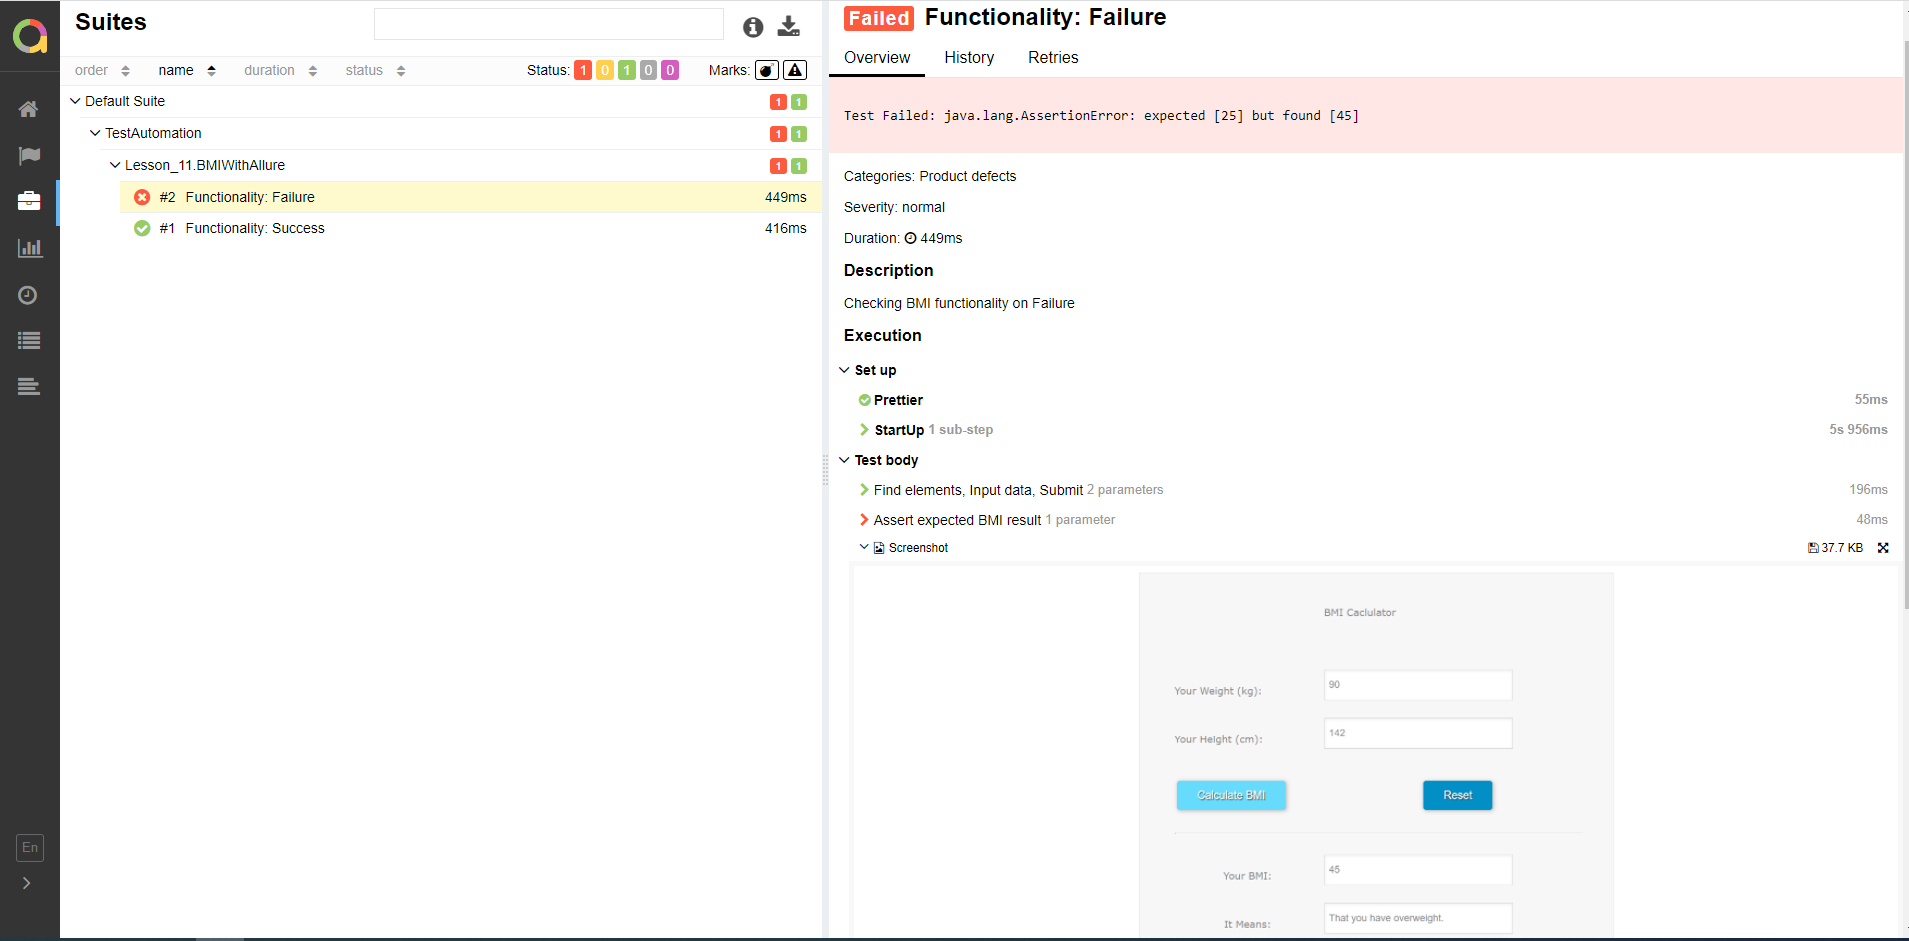 Suites
order name duration status Status: 1 0 1 0 0 Marks:
Default Suite 1 1
TestAutomation 1 1
Lesson_11.BMIWithAllure 1 1
#2 Functionality: Failure 449ms
#1 Functionality: Success 416ms
En
Failed Functionality: Failure
Overview History Retries
Test Failed: java.lang.AssertionError: expected [25] but found [45]
Categories: Product defects
Severity: normal
Duration: 449ms
Description
Checking BMI functionality on Failure
Execution
Set up
Prettier 55ms
StartUp 1 sub-step 5s 956ms
Test body
Find elements, Input data, Submit 2 parameters 196ms
Assert expected BMI result 1 parameter 48ms
Screenshot 37.7 KB
BMI Caclulator
Your Weight (kg): 90
Your Height (cm): 142
Calculate BMI Reset
Your BMI: 45
It Means: That you have overweight.